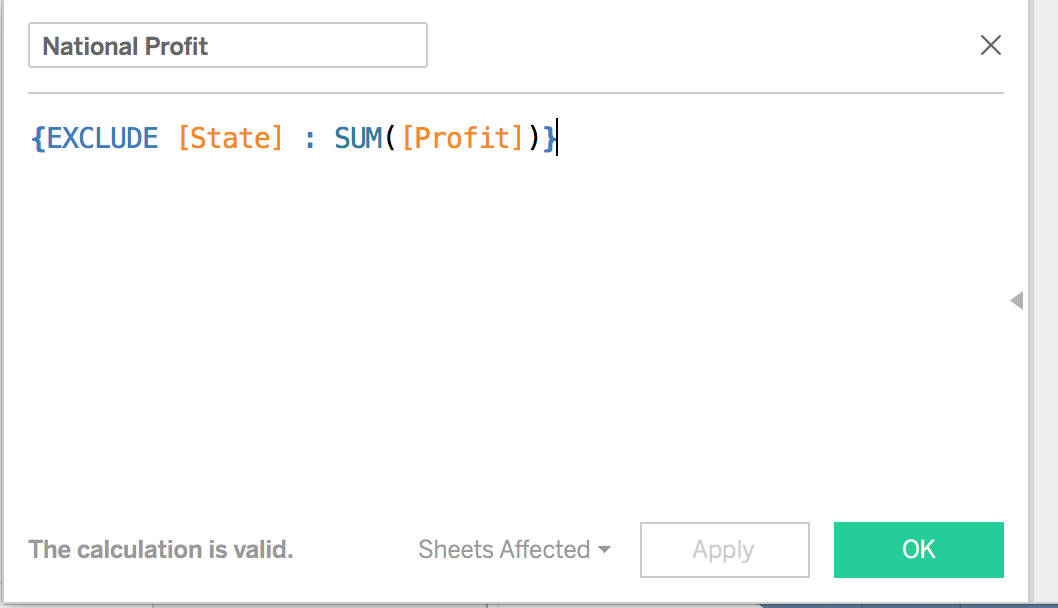 National Profit
{EXCLUDE [State] : SUM([Profit])}
The calculation is valid.
Sheets Affected
Apply
OK